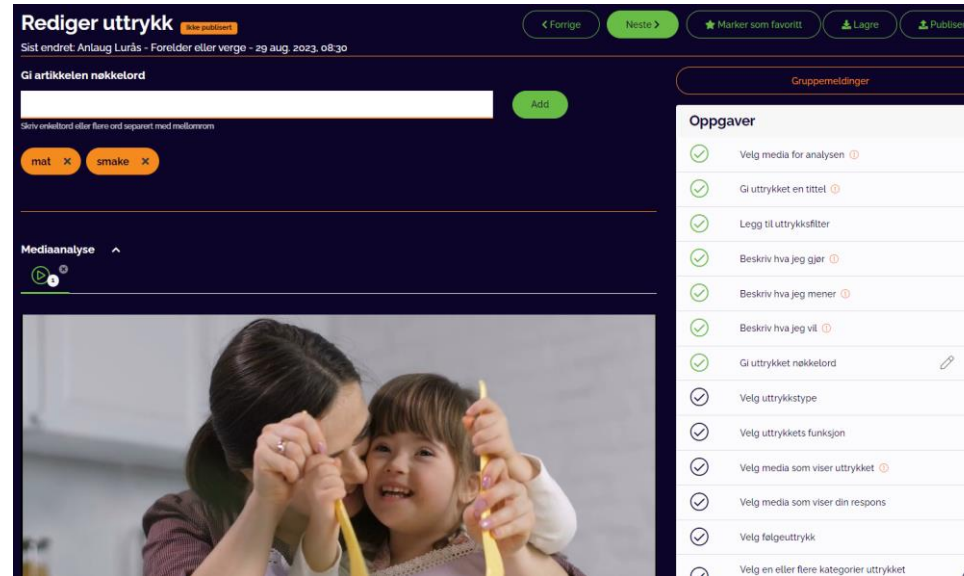 Rediger uttrykk Ikke publisert
Forrige
Neste
Marker som favoritt
Lagre
Publiser
Sist endret: Anlaug Lurås - Forelder eller verge - 29 aug. 2023, 08:30
Gi artikkelen nøkkelord
Add
Skriv enkeltord eller flere ord separert med mellomrom
mat ×
smake ×
Mediaanalyse
1
Gruppemeldinger
Oppgaver
Velg media for analysen
Gi uttrykket en tittel
Legg til uttrykksfilter
Beskriv hva jeg gjør
Beskriv hva jeg mener
Beskriv hva jeg vil
Gi uttrykket nøkkelord
Velg uttrykkstype
Velg uttrykkets funksjon
Velg media som viser uttrykket
Velg media som viser din respons
Velg følgeuttrykk
Velg en eller flere kategorier uttrykket